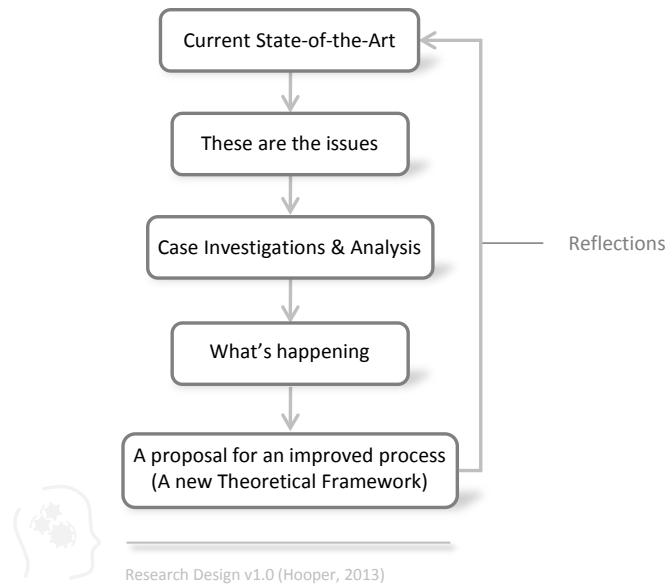 Current State-of-the-Art
These are the issues
Case Investigations & Analysis
Reflections
What’s happening
A proposal for an improved process
(A new Theoretical Framework)
Research Design v1.0 (Hooper, 2013)